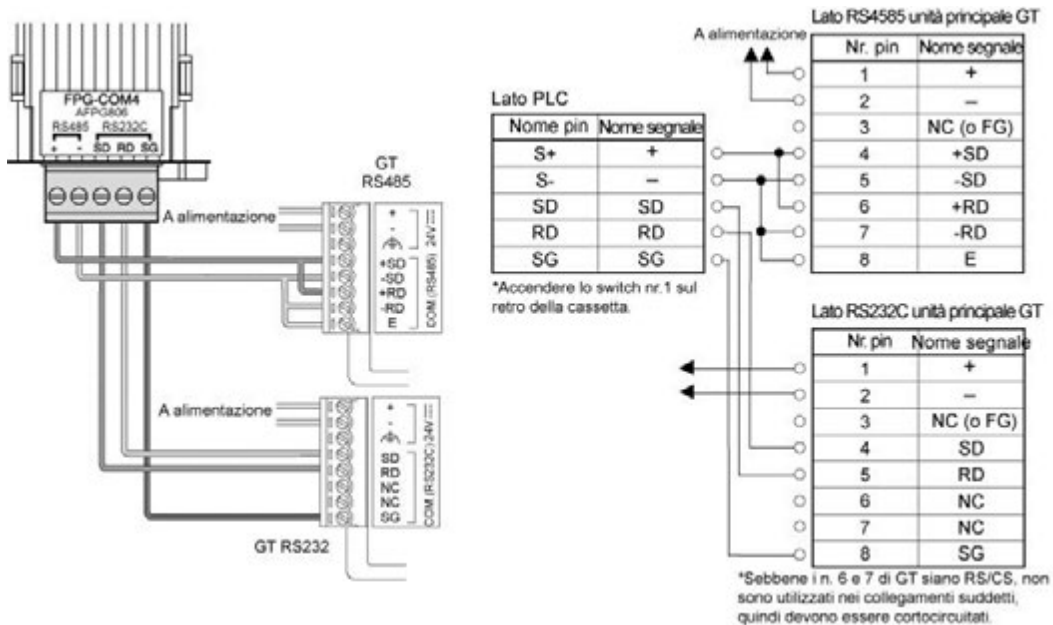 FPG-COM4
AFPG806
RS485 RS232C
+ - SD RD SG
A alimentazione
GT
RS485
+
-
+SD
-SD
+RD
-RD
E
24V
COM (RS485)
A alimentazione
+
-
SD
RD
NC
NC
SG
24V
COM (RS232C)
GT RS232
Lato PLC
Nome pin Nome segnale
S+ +
S- –
SD SD
RD RD
SG SG
*Accendere lo switch nr.1 sul
retro della cassetta.
A alimentazione
Lato RS4585 unità principale GT
Nr. pin Nome segnale
1 +
2 –
3 NC (o FG)
4 +SD
5 -SD
6 +RD
7 -RD
8 E
Lato RS232C unità principale GT
Nr. pin Nome segnale
1 +
2 –
3 NC (o FG)
4 SD
5 RD
6 NC
7 NC
8 SG
*Sebbene i n. 6 e 7 di GT siano RS/CS, non
sono utilizzati nei collegamenti suddetti,
quindi devono essere cortocircuitati.